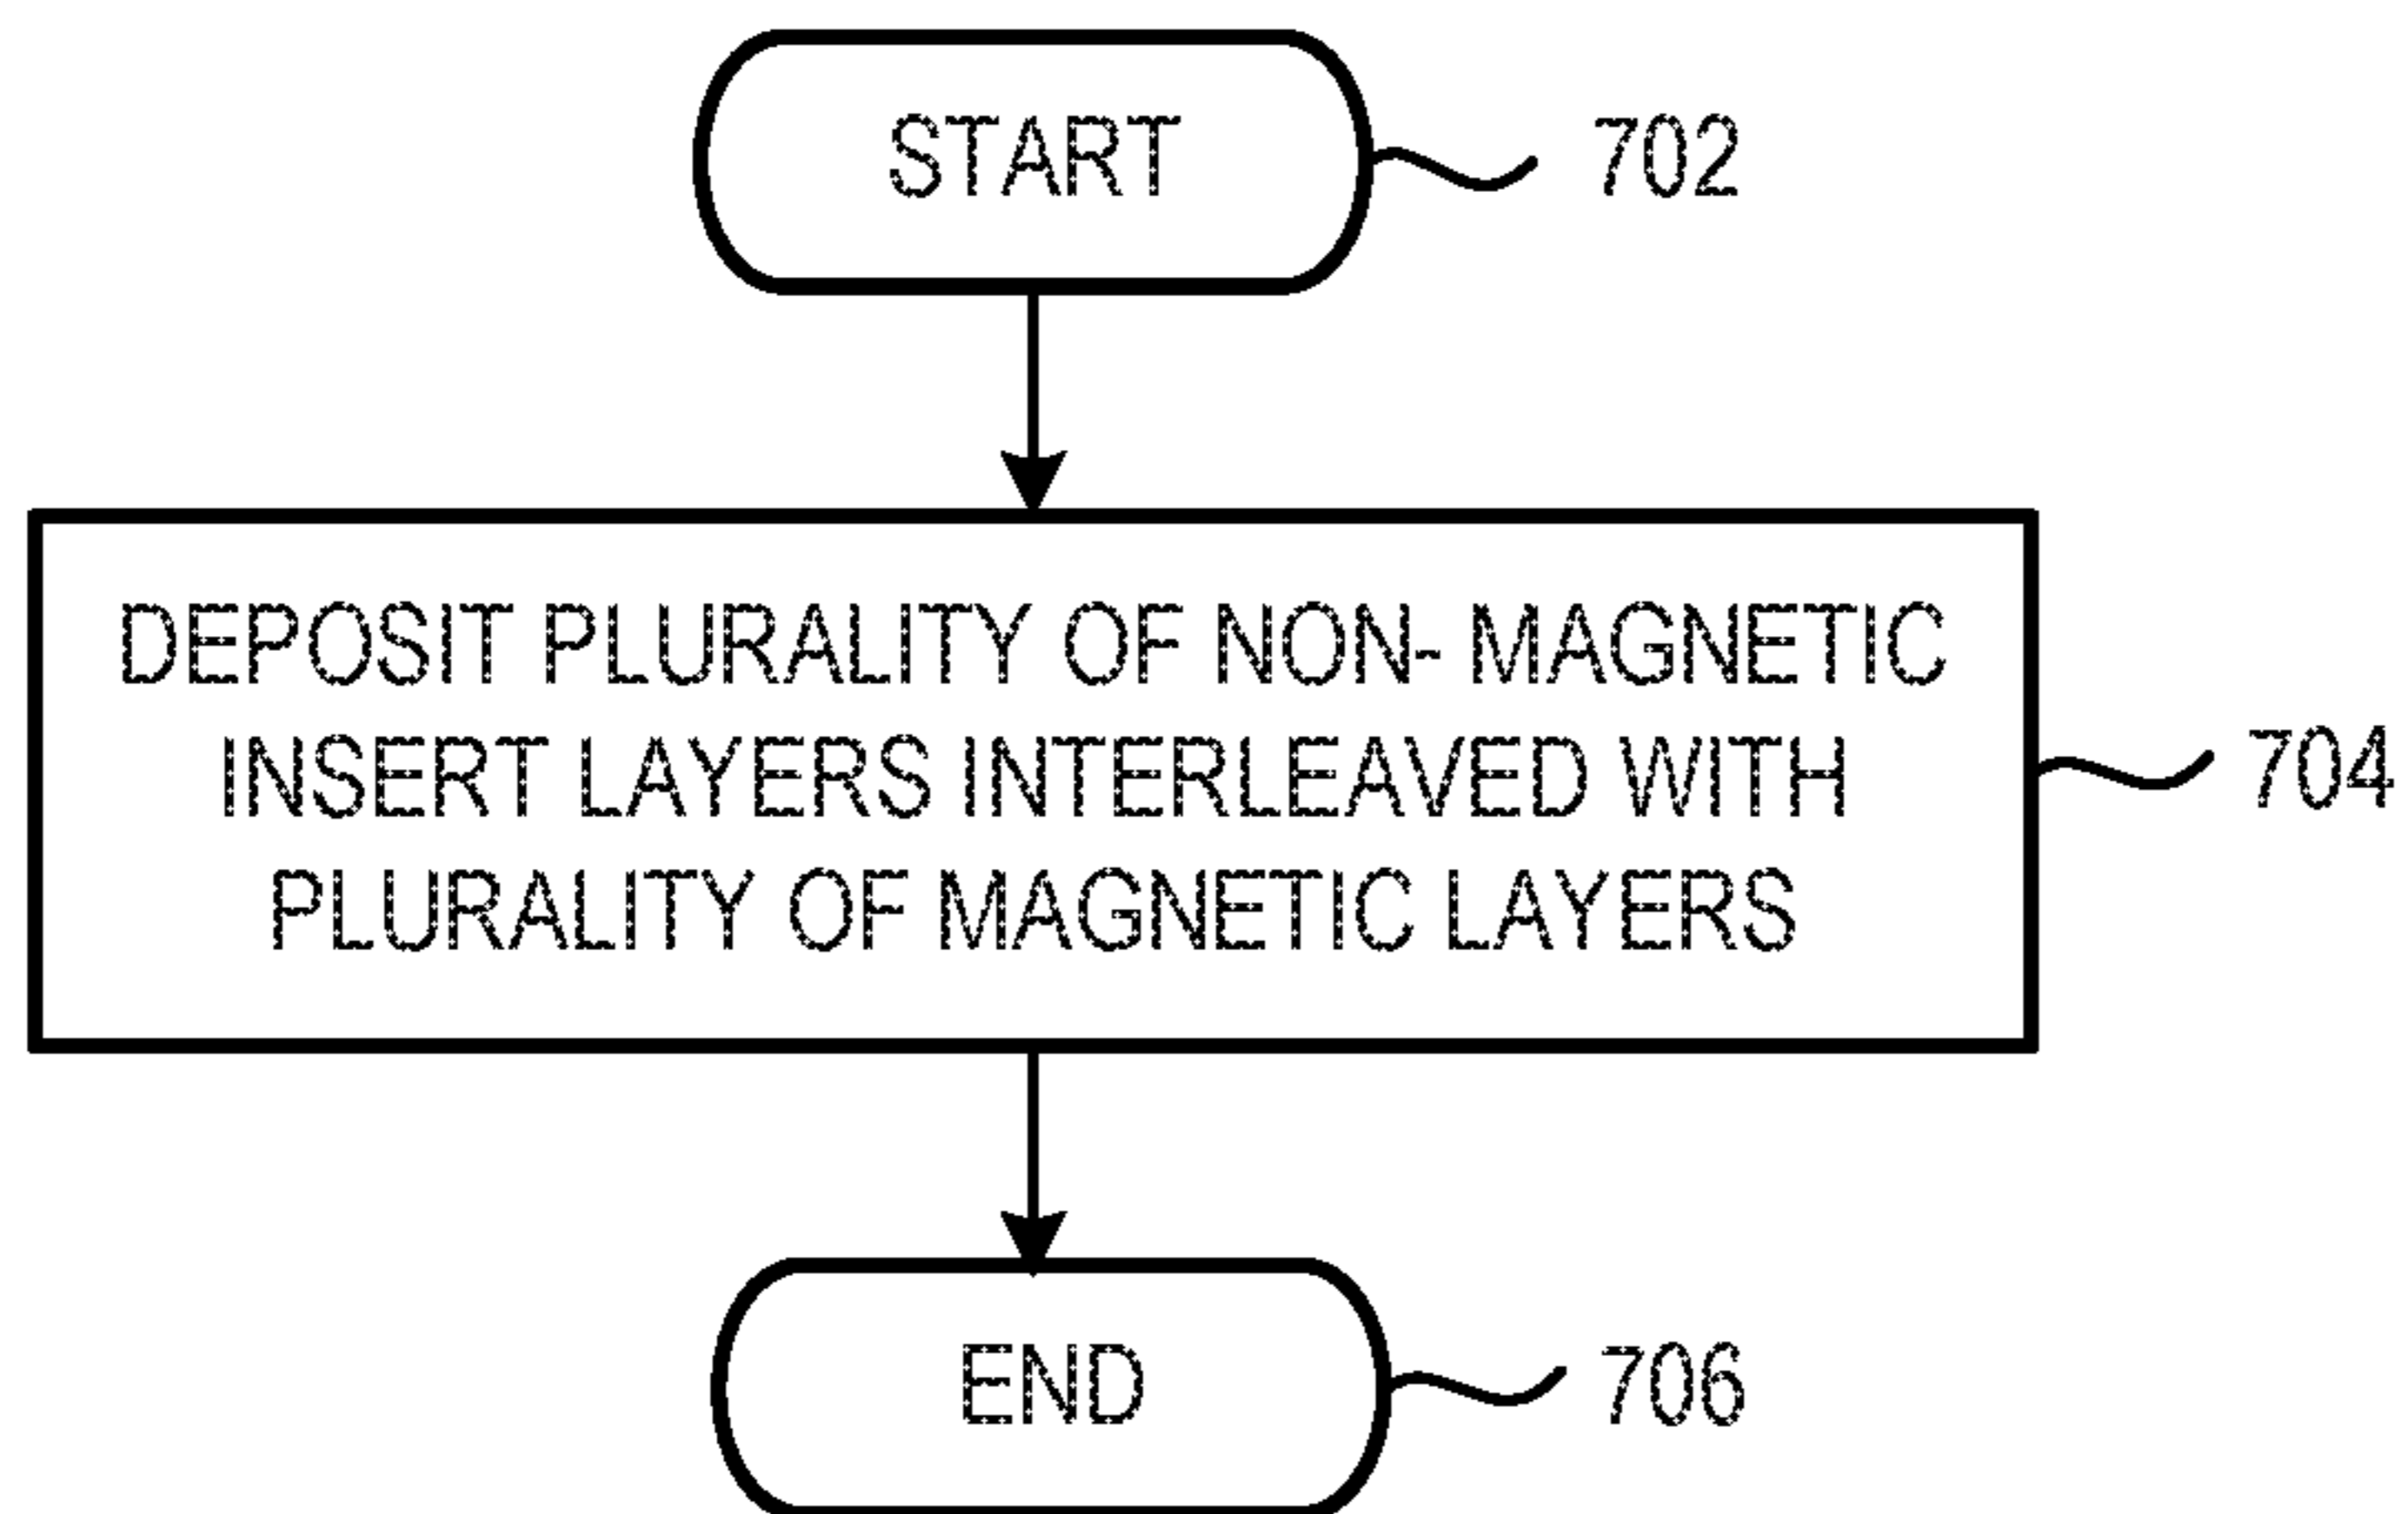 START
702
DEPOSIT PLURALITY OF NON- MAGNETIC
INSERT LAYERS INTERLEAVED WITH
PLURALITY OF MAGNETIC LAYERS
704
END
706